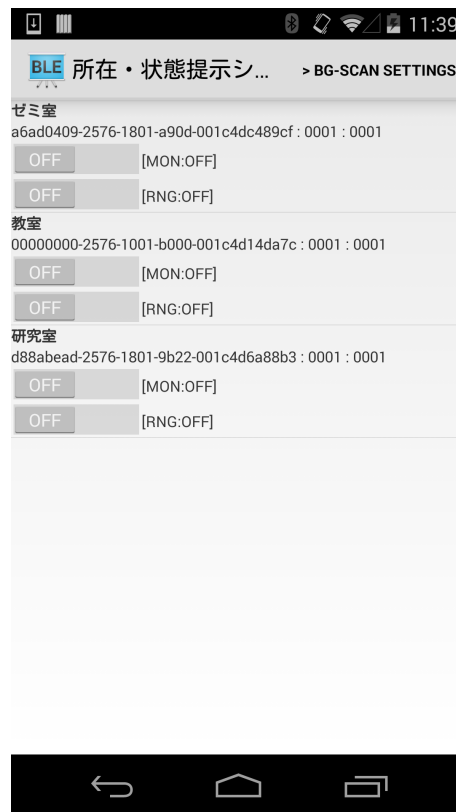 11:39
BLE 所在・状態提示シ... > BG-SCAN SETTINGS
ゼミ室
a6ad0409-2576-1801-a90d-001c4dc489cf : 0001 : 0001
OFF [MON:OFF]
OFF [RNG:OFF]
教室
00000000-2576-1001-b000-001c4d14da7c : 0001 : 0001
OFF [MON:OFF]
OFF [RNG:OFF]
研究室
d88abead-2576-1801-9b22-001c4d6a88b3 : 0001 : 0001
OFF [MON:OFF]
OFF [RNG:OFF]